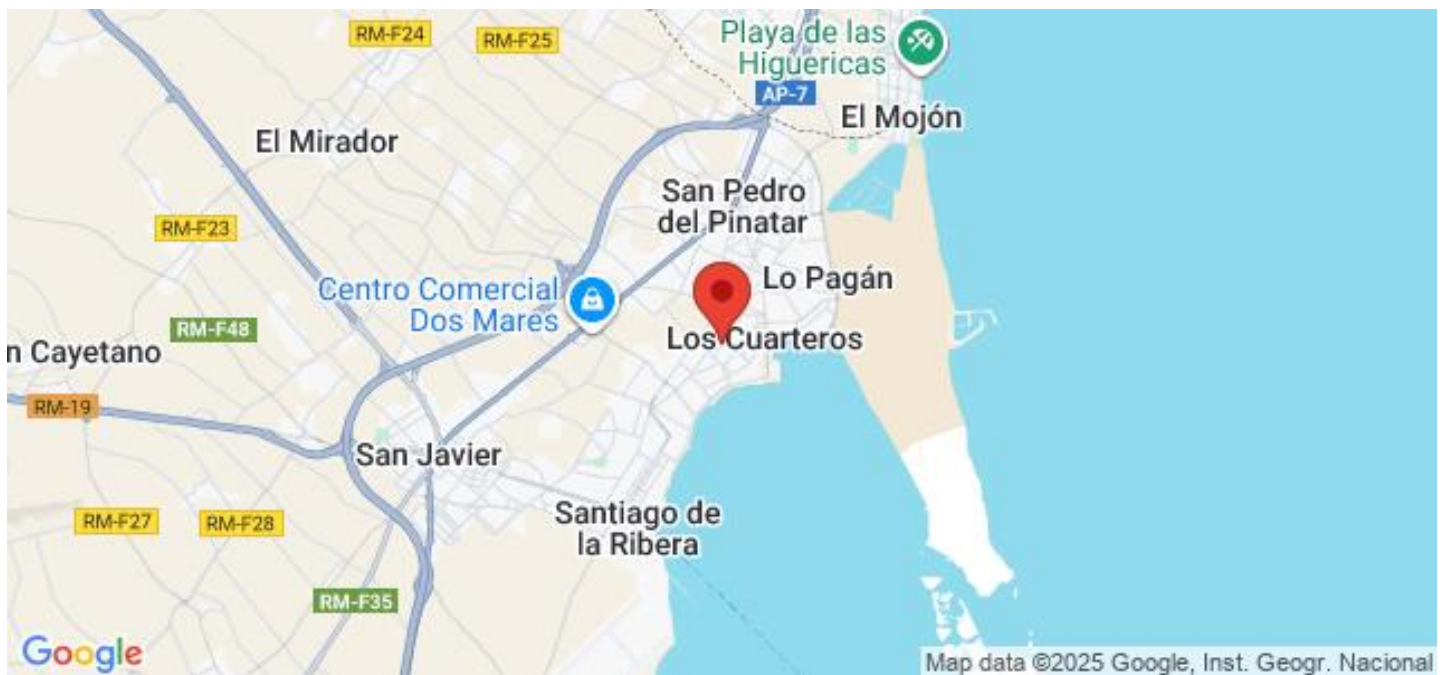 RM-F24
RM-F25
Playa de las
Higuericas
AP-7
El Mojón
El Mirador
San Pedro
del Pinatar
RM-F23
Lo Pagán
Centro Comercial
Dos Mares
RM-F48
Los Cuarteros
n Cayetano
RM-19
San Javier
Santiago de
la Ribera
RM-F27
RM-F28
RM-F35
Google
Map data ©2025 Google, Inst. Geogr. Nacional